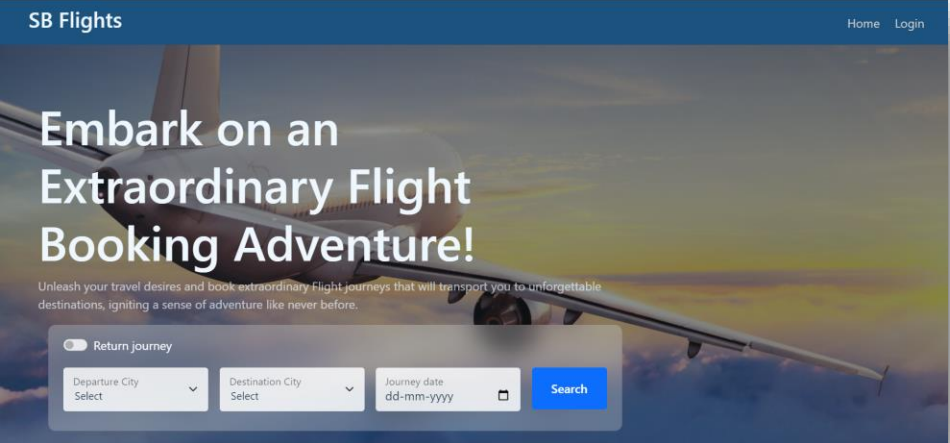 SB Flights
Home Login
Embark on an
Extraordinary Flight
Booking Adventure!
Unleash your travel desires and book extraordinary Flight journeys that will transport you to unforgettable
destinations, igniting a sense of adventure like never before.
Return journey
Departure City
Select
Destination City
Select
Journey date
dd-mm-yyyy
Search